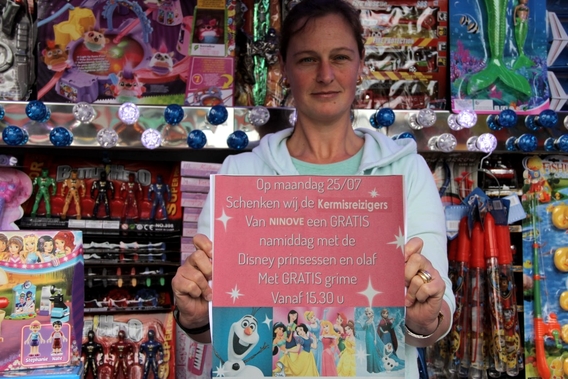 Op maandag 25/07
Schenken wij de Kermisreizigers
Van NINOVE een GRATIS
namiddag met de
Disney prinsessen en olaf
Met GRATIS grime
Vanaf 15.30 u
Stephanie